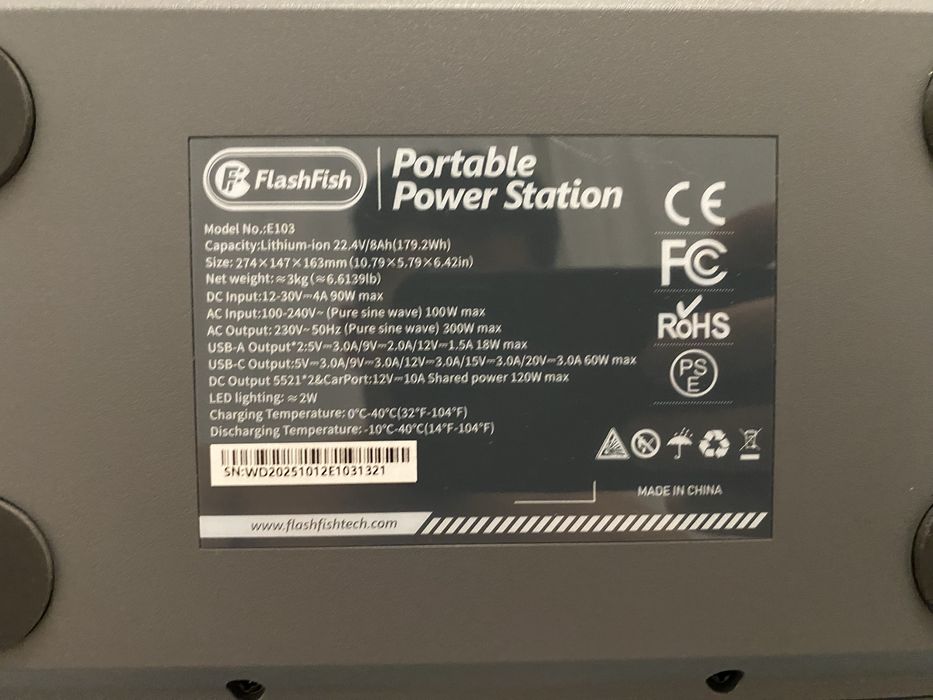 FlashFish
Portable
Power Station
Model No.:E103
Capacity:Lithium-ion 22.4V/8Ah(179.2Wh)
Size: 274×147×163mm (10.79×5.79×6.42in)
Net weight:≈3kg(≈6.6139lb)
DC Input:12-30V⎓4A 90W max
AC Input:100-240V~ (Pure sine wave) 100W max
AC Output: 230V~ 50Hz (Pure sine wave) 300W max
USB-A Output*2:5V⎓3.0A/9V⎓2.0A/12V⎓1.5A 18W max
USB-C Output:5V⎓3.0A/9V⎓3.0A/12V⎓3.0A/15V⎓3.0A/20V⎓3.0A 60W max
DC Output 5521*2&CarPort:12V⎓10A Shared power 120W max
LED lighting: ≈2W
Charging Temperature: 0°C-40°C(32°F-104°F)
Discharging Temperature:-10°C-40°C(14°F-104°F)
SN:WD20251012E1031321
www.flashfishtech.com
CE
FC
RoHS
PS
E
MADE IN CHINA